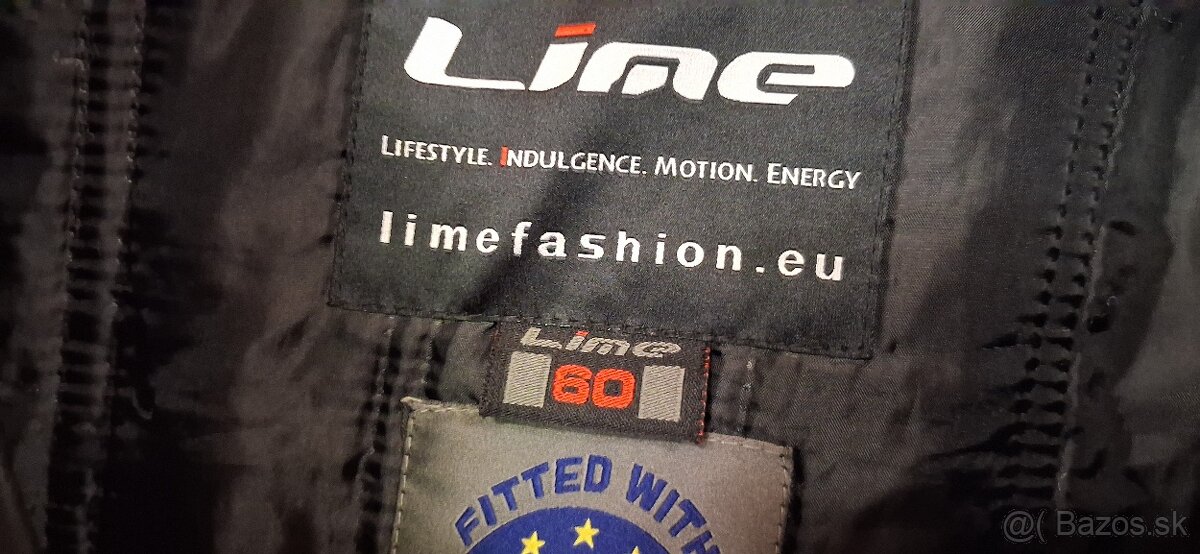 Lime
LIFESTYLE. INDULGENCE. MOTION. ENERGY
limefashion.eu
Lime
60
FITTED WITH
@( Bazos.sk